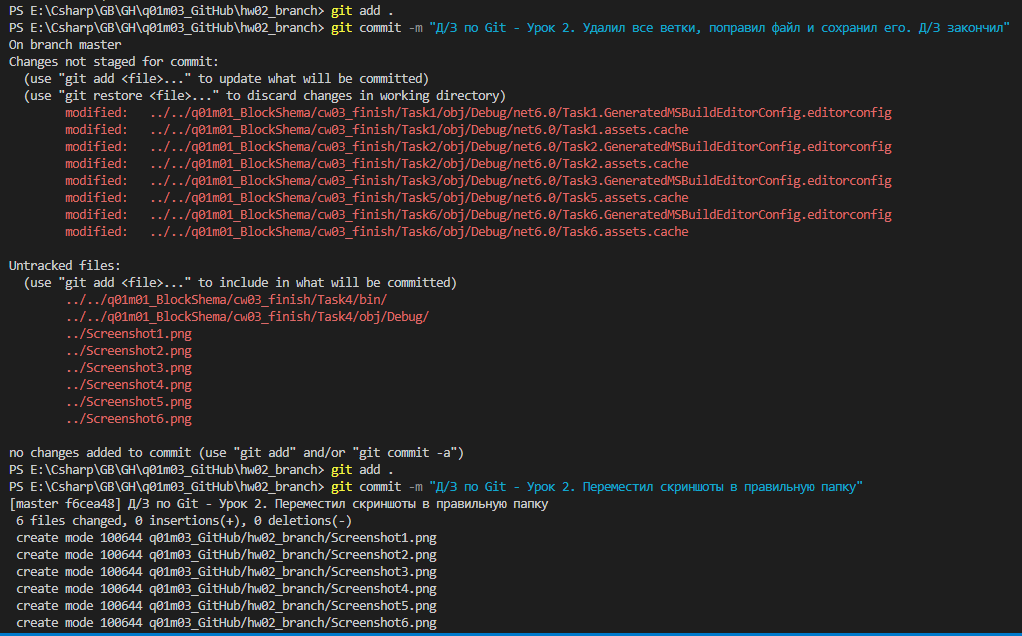 PS E:\Csharp\GB\GH\q01m03_GitHub\hw02_branch> git add .
PS E:\Csharp\GB\GH\q01m03_GitHub\hw02_branch> git commit -m "Д/З по Git - Урок 2. Удалил все ветки, поправил файл и сохранил его. Д/З закончил"
On branch master
Changes not staged for commit:
  (use "git add <file>..." to update what will be committed)
  (use "git restore <file>..." to discard changes in working directory)
        modified:   ../../q01m01_BlockShema/cw03_finish/Task1/obj/Debug/net6.0/Task1.GeneratedMSBuildEditorConfig.editorconfig
        modified:   ../../q01m01_BlockShema/cw03_finish/Task1/obj/Debug/net6.0/Task1.assets.cache
        modified:   ../../q01m01_BlockShema/cw03_finish/Task2/obj/Debug/net6.0/Task2.GeneratedMSBuildEditorConfig.editorconfig
        modified:   ../../q01m01_BlockShema/cw03_finish/Task2/obj/Debug/net6.0/Task2.assets.cache
        modified:   ../../q01m01_BlockShema/cw03_finish/Task3/obj/Debug/net6.0/Task3.GeneratedMSBuildEditorConfig.editorconfig
        modified:   ../../q01m01_BlockShema/cw03_finish/Task5/obj/Debug/net6.0/Task5.assets.cache
        modified:   ../../q01m01_BlockShema/cw03_finish/Task6/obj/Debug/net6.0/Task6.GeneratedMSBuildEditorConfig.editorconfig
        modified:   ../../q01m01_BlockShema/cw03_finish/Task6/obj/Debug/net6.0/Task6.assets.cache

Untracked files:
  (use "git add <file>..." to include in what will be committed)
        ../../q01m01_BlockShema/cw03_finish/Task4/bin/
        ../../q01m01_BlockShema/cw03_finish/Task4/obj/Debug/
        ../Screenshot1.png
        ../Screenshot2.png
        ../Screenshot3.png
        ../Screenshot4.png
        ../Screenshot5.png
        ../Screenshot6.png

no changes added to commit (use "git add" and/or "git commit -a")
PS E:\Csharp\GB\GH\q01m03_GitHub\hw02_branch> git add .
PS E:\Csharp\GB\GH\q01m03_GitHub\hw02_branch> git commit -m "Д/З по Git - Урок 2. Переместил скриншоты в правильную папку"
[master f6cea48] Д/З по Git - Урок 2. Переместил скриншоты в правильную папку
 6 files changed, 0 insertions(+), 0 deletions(-)
 create mode 100644 q01m03_GitHub/hw02_branch/Screenshot1.png
 create mode 100644 q01m03_GitHub/hw02_branch/Screenshot2.png
 create mode 100644 q01m03_GitHub/hw02_branch/Screenshot3.png
 create mode 100644 q01m03_GitHub/hw02_branch/Screenshot4.png
 create mode 100644 q01m03_GitHub/hw02_branch/Screenshot5.png
 create mode 100644 q01m03_GitHub/hw02_branch/Screenshot6.png